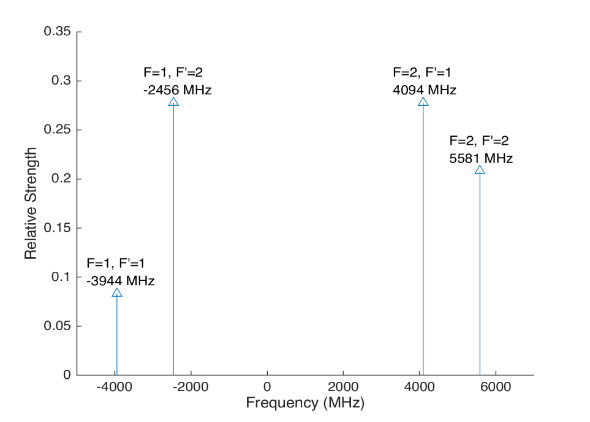 0.35
0.3
0.25
0.2
0.15
0.1
0.05
0
Relative Strength
F=1, F'=2
-2456 MHz
F=2, F'=1
4094 MHz
F=2, F'=2
5581 MHz
F=1, F'=1
-3944 MHz
-4000
-2000
0
2000
4000
6000
Frequency (MHz)